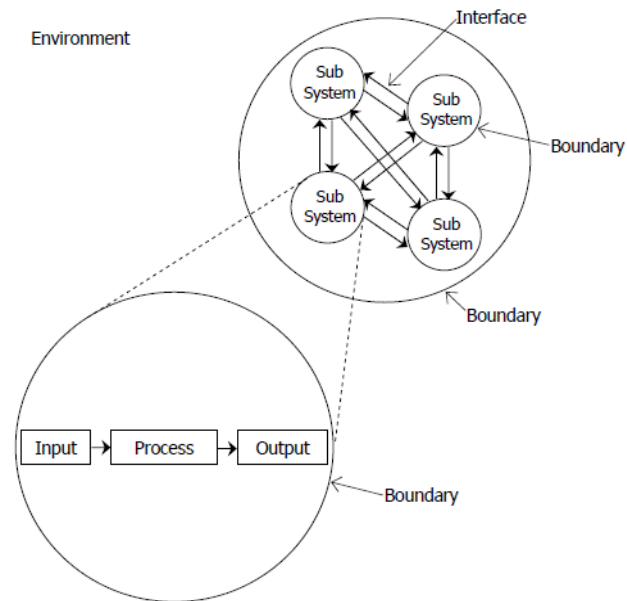 Environment
Interface
Sub
System
Sub
System
Boundary
Sub
System
Sub
System
Boundary
Input
Process
Output
Boundary